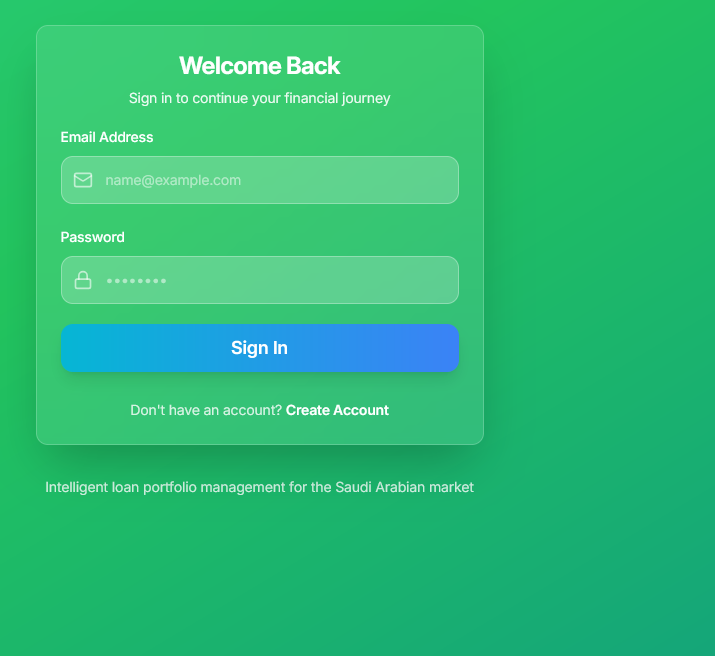 Welcome Back
Sign in to continue your financial journey
Email Address
name@example.com
Password
••••••••
Sign In
Don't have an account? Create Account
Intelligent loan portfolio management for the Saudi Arabian market